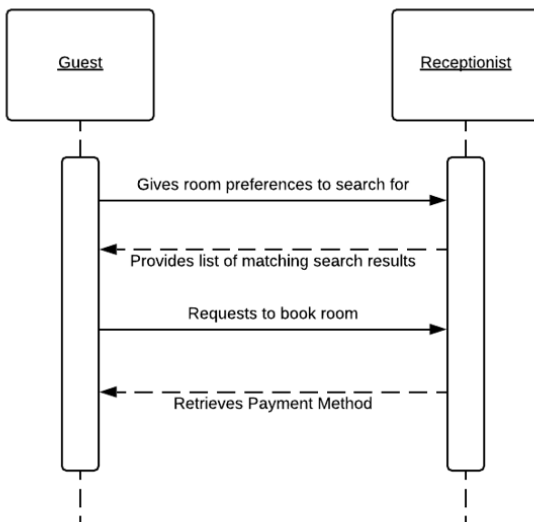 Guest
Receptionist
Gives room preferences to search for
Provides list of matching search results
Requests to book room
Retrieves Payment Method